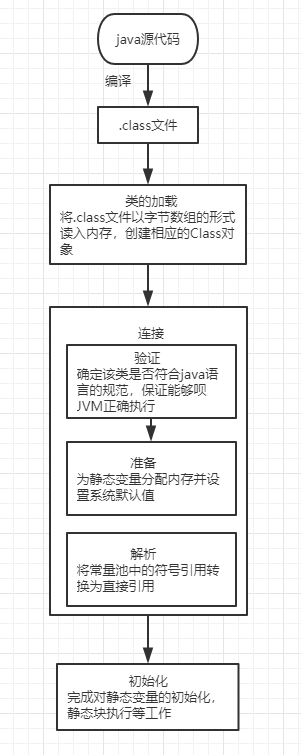 java源代码
编译
.class文件
类的加载
将.class文件以字节数组的形式
读入内存，创建相应的Class对
象
连接
验证
确定该类是否符合java语
言的规范，保证能够呗
JVM正确执行
准备
为静态变量分配内存并设
置系统默认值
解析
将常量池中的符号引用转
换为直接引用
初始化
完成对静态变量的初始化，
静态块执行等工作